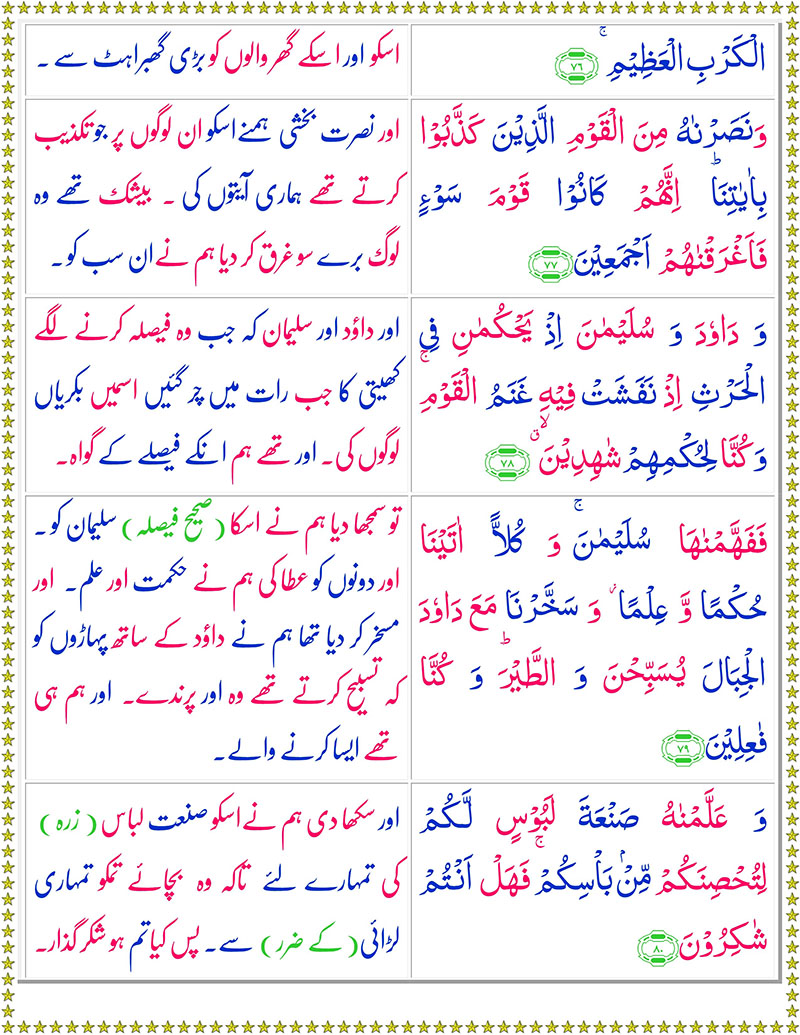 الْكَرْبِ الْعَظِيْمِ ۚ ﴿۷۶﴾
اسکو اور اسکے گھر والوں کو بڑی گھبراہٹ سے ۔
وَنَصَرْنٰهُ مِنَ الْقَوْمِ الَّذِيْنَ كَذَّبُوْا
بِاٰيٰتِنَا ؕ اِنَّهُمْ كَانُوْا قَوْمَ سَوْءٍ
فَاَغْرَقْنٰهُمْ اَجْمَعِيْنَ ﴿۷۷﴾
اور نصرت بخشی ہمنے اسکو ان لوگوں پر جو تکذیب
کرتے تھے ہماری آیتوں کی ۔ بیشک تھے وہ
لوگ برے سو غرق کر دیا ہم نے ان سب کو ۔
وَ دَاوٗدَ وَ سُلَيْمٰنَ اِذْ يَحْكُمٰنِ فِي
الْحَرْثِ اِذْ نَفَشَتْ فِيْهِ غَنَمُ الْقَوْمِ ۚ
وَ كُنَّا لِحُكْمِهِمْ شٰهِدِيْنَ ۙ ق ﴿۷۸﴾
اور داؤد اور سلیمان کہ جب وہ فیصلہ کرنے لگے
کھیتی کا جب رات میں چر گئیں اسمیں بکریاں
لوگوں کی۔ اور تھے ہم انکے فیصلے کے گواہ۔
فَفَهَّمْنٰهَا سُلَيْمٰنَ ۚ وَ كُلاًّ اٰتَيْنَا
حُكْمًا وَّ عِلْمًا ۫ وَ سَخَّرْنَا مَعَ دَاوٗدَ
الْجِبَالَ يُسَبِّحْنَ وَ الطَّيْرَ ؕ وَ كُنَّا
فٰعِلِيْنَ ﴿۷۹﴾
تو سمجھا دیا ہم نے اسکا (صحیح فیصلہ) سلیمان کو۔
اور دونوں کو عطا کی ہم نے حکمت اور علم۔ اور
مسخر کر دیا تھا ہم نے داؤد کے ساتھ پہاڑوں کو
کہ تسبیح کرتے تھے وہ اور پرندے۔ اور ہم ہی
تھے ایسا کرنے والے۔
وَ عَلَّمْنٰهُ صَنْعَةَ لَبُوْسٍ لَّكُمْ
لِتُحْصِنَكُمْ مِّنْۢ بَاْسِكُمْ ۚ فَهَلْ اَنْتُمْ
شٰكِرُوْنَ ﴿۸۰﴾
اور سکھا دی ہم نے اسکو صنعت لباس (زرہ)
کی تمہارے لئے تاکہ وہ بچائے تمکو تمہاری
لڑائی (کے ضرر) سے۔ پس کیا تم ہو شکر گذار۔